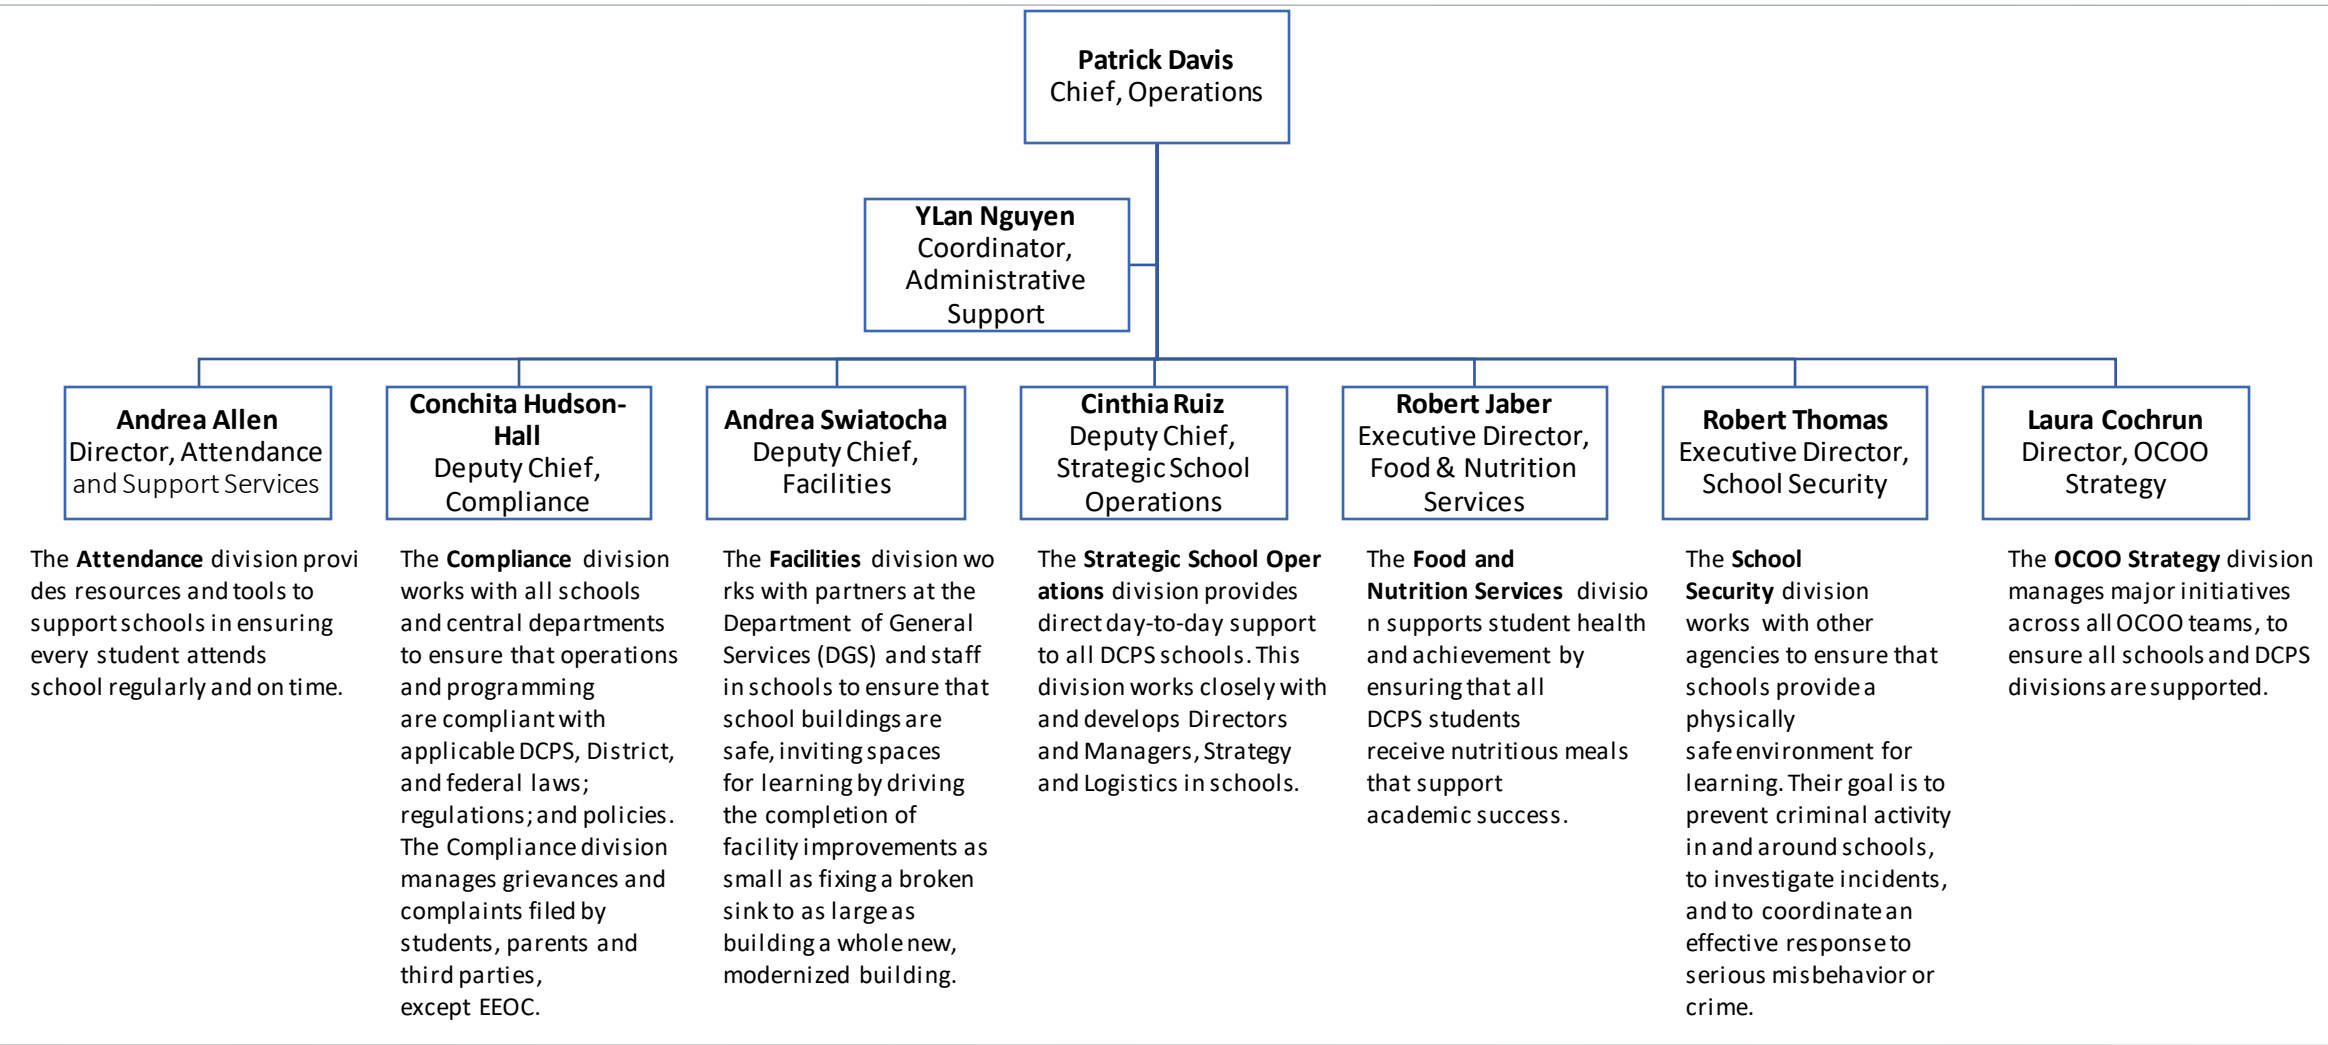 Patrick Davis
Chief, Operations
YLan Nguyen
Coordinator,
Administrative
Support
Andrea Allen
Director, Attendance
and Support Services
Conchita Hudson-
Hall
Deputy Chief,
Compliance
Andrea Swiatocha
Deputy Chief,
Facilities
Cinthia Ruiz
Deputy Chief,
Strategic School
Operations
Robert Jaber
Executive Director,
Food & Nutrition
Services
Robert Thomas
Executive Director,
School Security
Laura Cochrun
Director, OCOO
Strategy
The Attendance division provi
des resources and tools to
support schools in ensuring
every student attends
school regularly and on time.
The Compliance division
works with all schools
and central departments
to ensure that operations
and programming
are compliant with
applicable DCPS, District,
and federal laws;
regulations; and policies.
The Compliance division
manages grievances and
complaints filed by
students, parents and
third parties,
except EEOC.
The Facilities division wo
rks with partners at the
Department of General
Services (DGS) and staff
in schools to ensure that
school buildings are
safe, inviting spaces
for learning by driving
the completion of
facility improvements as
small as fixing a broken
sink to as large as
building a whole new,
modernized building.
The Strategic School Oper
ations division provides
direct day-to-day support
to all DCPS schools. This
division works closely with
and develops Directors
and Managers, Strategy
and Logistics in schools.
The Food and
Nutrition Services divisio
n supports student health
and achievement by
ensuring that all
DCPS students
receive nutritious meals
that support
academic success.
The School
Security division
works with other
agencies to ensure that
schools provide a
physically
safe environment for
learning. Their goal is to
prevent criminal activity
in and around schools,
to investigate incidents,
and to coordinate an
effective response to
serious misbehavior or
crime.
The OCOO Strategy division
manages major initiatives
across all OCOO teams, to
ensure all schools and DCPS
divisions are supported.